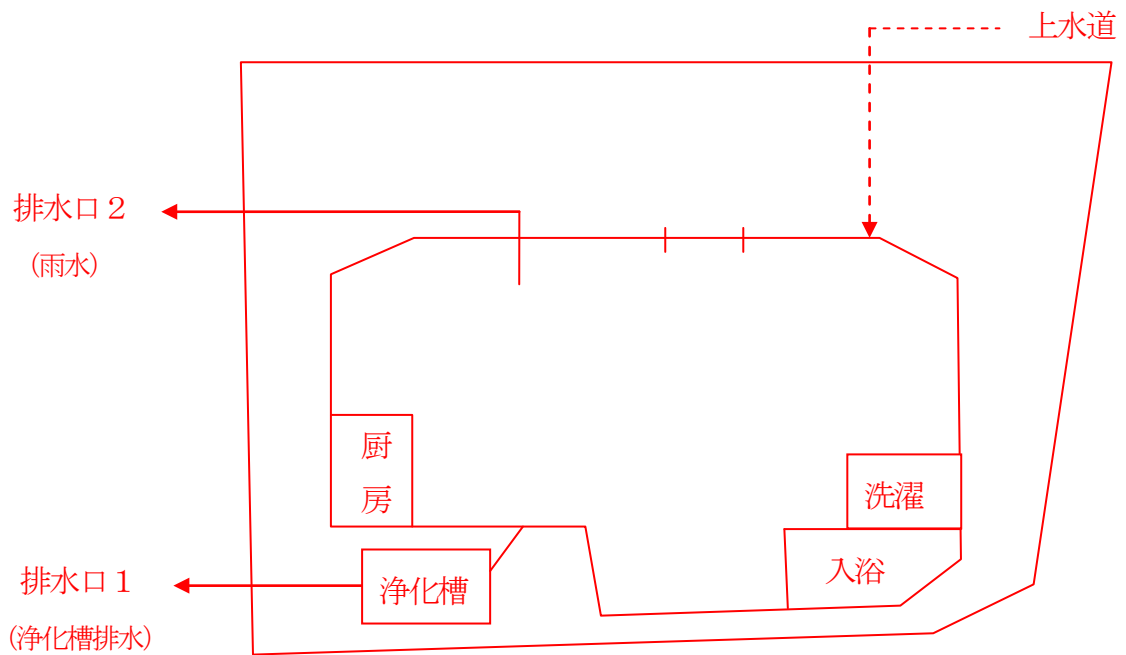 上水道
排水口２
（雨水）
厨
房
洗濯
入浴
浄化槽
排水口１
（浄化槽排水）